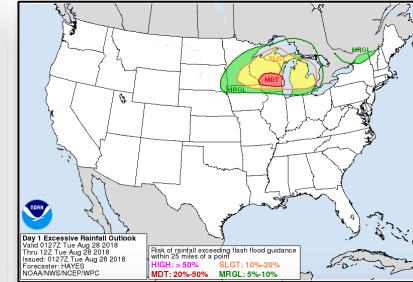 MRGL
SLGT
MDT
MRGL
NOAA
Day 1 Excessive Rainfall Outlook
Valid 0127Z Tue Aug 28 2018
Thru 12Z Tue Aug 28 2018
Issued: 0127Z Tue Aug 28 2018
Forecaster: HAYES
NOAA/NWS/NCEP/WPC
Risk of rainfall exceeding flash flood guidance
within 25 miles of a point
HIGH: > 50% SLGT: 10%-20%
MDT: 20%-50% MRGL: 5%-10%